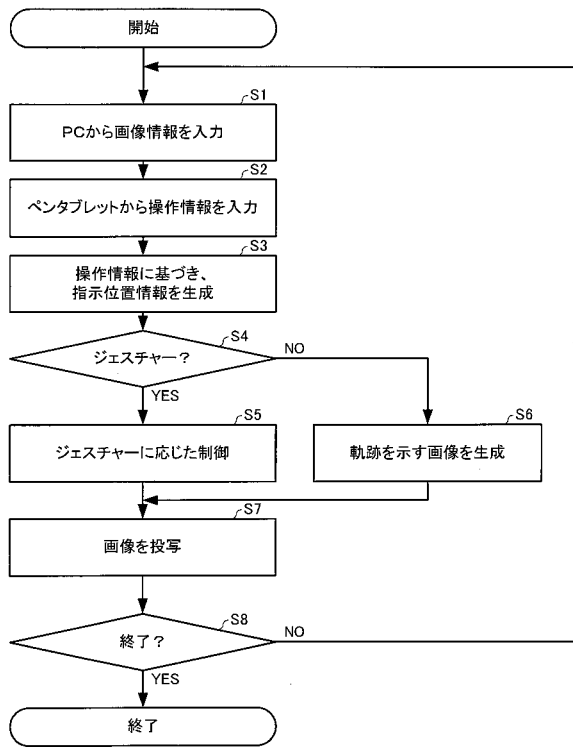 開始
S1
PCから画像情報を入力
S2
ペンタブレットから操作情報を入力
S3
操作情報に基づき、
指示位置情報を生成
S4
ジェスチャー?
NO
YES
S5
ジェスチャーに応じた制御
S6
軌跡を示す画像を生成
S7
画像を投写
S8
終了?
NO
YES
終了